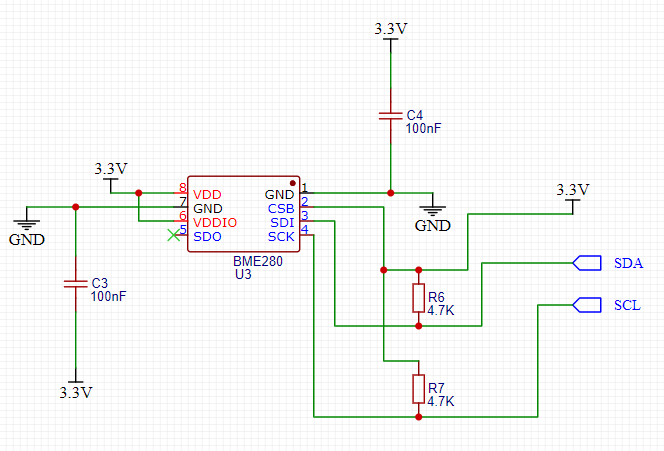 3.3V
C4
100nF
3.3V
8 VDD GND 1
7 GND CSB 2
6 VDDIO SDI 3
5 SDO SCK 4
3.3V
GND
GND
BME280
U3
SDA
C3
100nF
R6
4.7K
SCL
3.3V
R7
4.7K